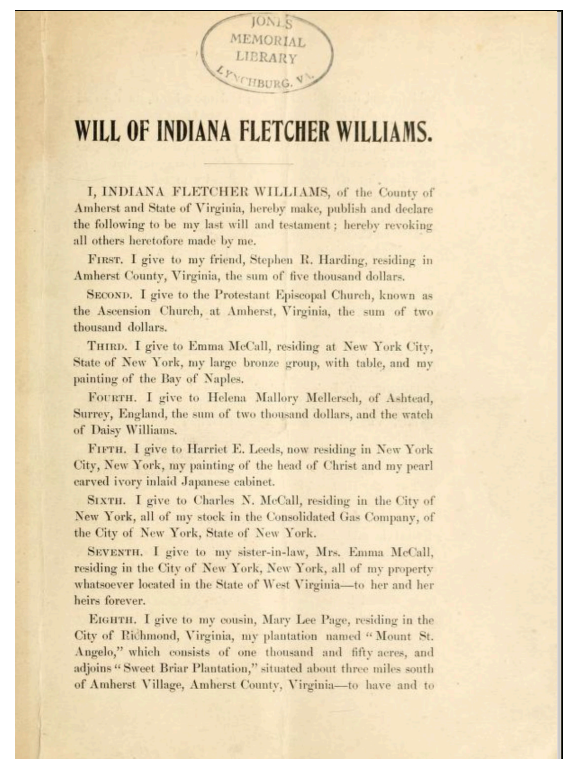 JONES
MEMORIAL
LIBRARY
LYNCHBURG, VA.
WILL OF INDIANA FLETCHER WILLIAMS.
I, INDIANA FLETCHER WILLIAMS, of the County of
Amherst and State of Virginia, hereby make, publish and declare
the following to be my last will and testament; hereby revoking
all others heretofore made by me.
FIRST. I give to my friend, Stephen R. Harding, residing in
Amherst County, Virginia, the sum of five thousand dollars.
SECOND. I give to the Protestant Episcopal Church, known as
the Ascension Church, at Amherst, Virginia, the sum of two
thousand dollars.
THIRD. I give to Emma McCall, residing at New York City,
State of New York, my large bronze group, with table, and my
painting of the Bay of Naples.
FOURTH. I give to Helena Mallory Mellersch, of Ashtead,
Surrey, England, the sum of two thousand dollars, and the watch
of Daisy Williams.
FIFTH. I give to Harriet E. Leeds, now residing in New York
City, New York, my painting of the head of Christ and my pearl
carved ivory inlaid Japanese cabinet.
SIXTH. I give to Charles N. McCall, residing in the City of
New York, all of my stock in the Consolidated Gas Company, of
the City of New York, State of New York.
SEVENTH. I give to my sister-in-law, Mrs. Emma McCall,
residing in the City of New York, New York, all of my property
whatsoever located in the State of West Virginia—to her and her
heirs forever.
EIGHTH. I give to my cousin, Mary Lee Page, residing in the
City of Richmond, Virginia, my plantation named "Mount St.
Angelo," which consists of one thousand and fifty acres, and
adjoins "Sweet Briar Plantation," situated about three miles south
of Amherst Village, Amherst County, Virginia—to have and to